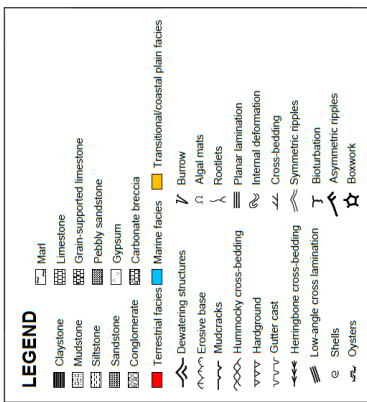 LEGEND
Claystone
Mudstone
Siltstone
Sandstone
Conglomerate
Marl
Limestone
Grain-supported limestone
Pebbly sandstone
Gypsum
Carbonate breccia
Terrestrial facies
Marine facies
Transitional/coastal plain facies
Dewatering structures
Erosive base
Mudcracks
Hummocky cross-bedding
Hardground
Gutter cast
Herringbone cross-bedding
Low-angle cross lamination
Shells
Oysters
Burrow
Algal mats
Rootlets
Planar lamination
Internal deformation
Cross-bedding
Symmetric ripples
Bioturbation
Asymmetric ripples
Boxwork